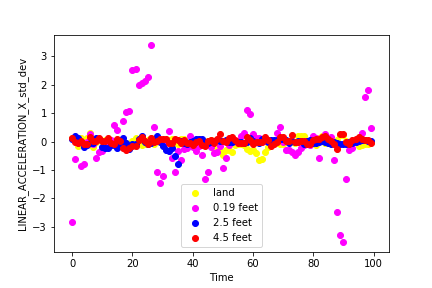 LINEAR_ACCELERATION_X_std_dev
3
2
1
0
−1
−2
−3
0
20
40
60
80
100
Time
land
0.19 feet
2.5 feet
4.5 feet